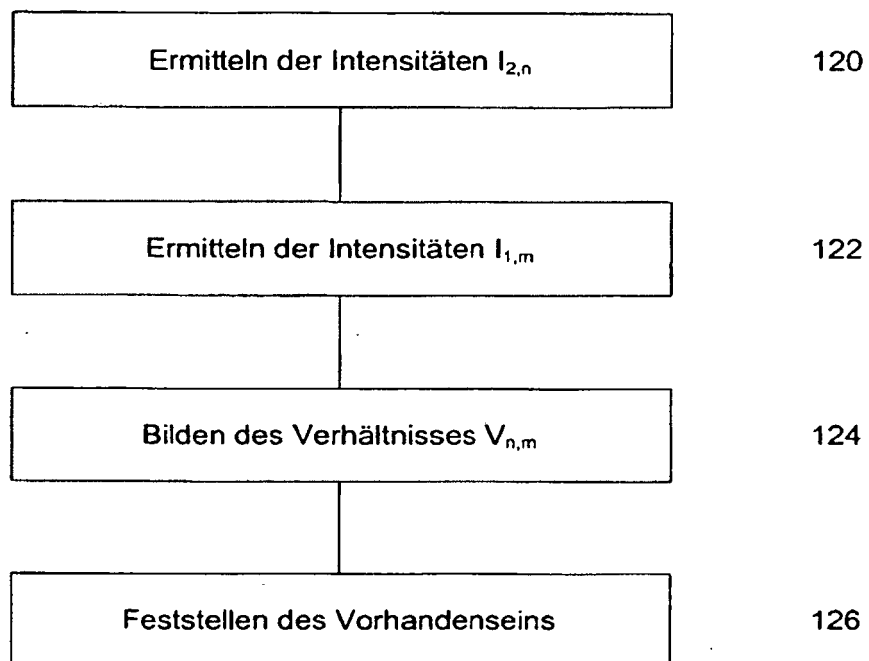 Ermitteln der Intensitäten I₂,ₙ 120
Ermitteln der Intensitäten I₁,ₘ 122
Bilden des Verhältnisses Vₙ,ₘ 124
Feststellen des Vorhandenseins 126